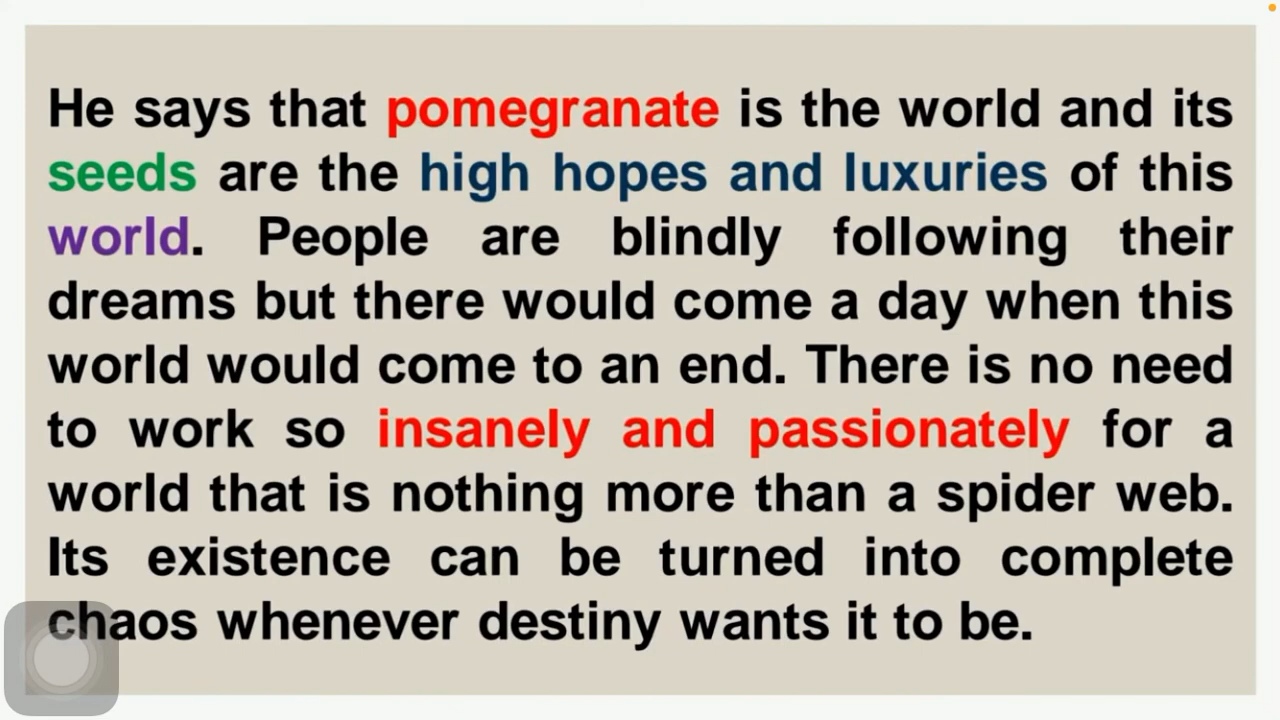 He says that pomegranate is the world and its
seeds are the high hopes and luxuries of this
world. People are blindly following their
dreams but there would come a day when this
world would come to an end. There is no need
to work so insanely and passionately for a
world that is nothing more than a spider web.
Its existence can be turned into complete
chaos whenever destiny wants it to be.